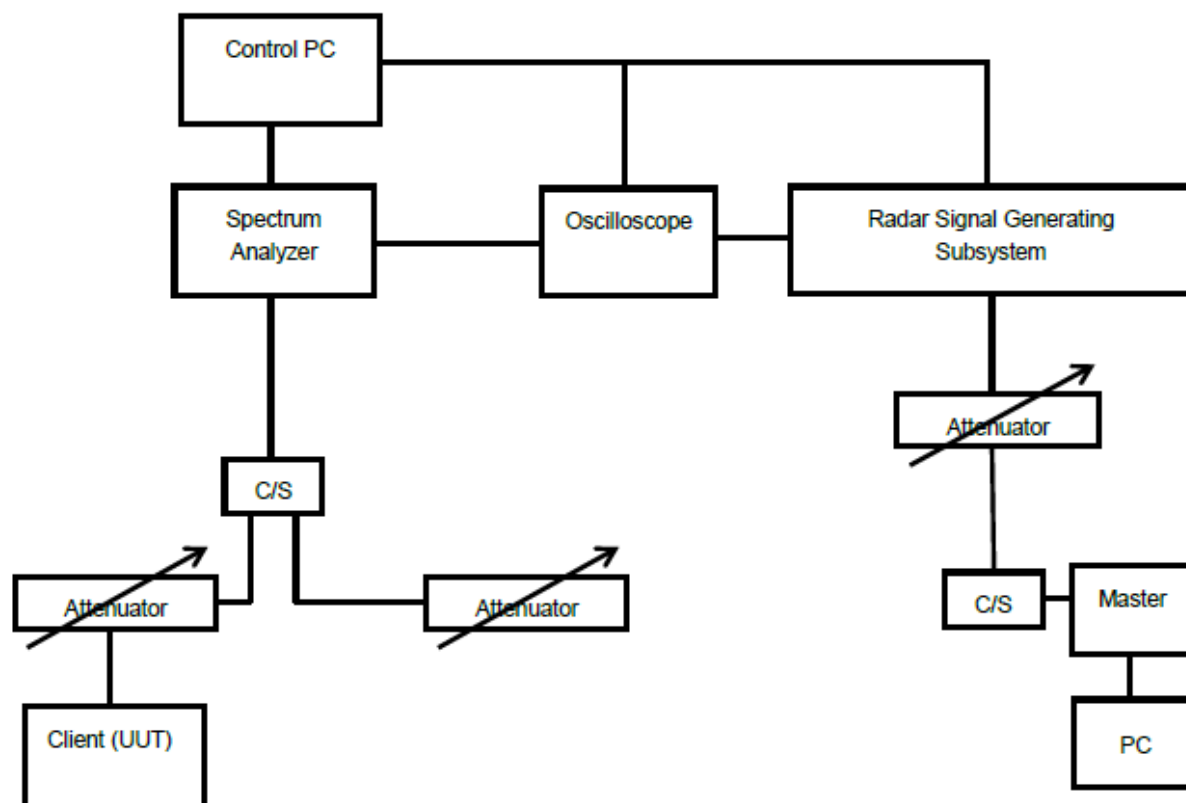 Control PC
Spectrum
Analyzer
Oscilloscope
Radar Signal Generating
Subsystem
Attenuator
C/S
Attenuator
Attenuator
C/S
Master
Client (UUT)
PC